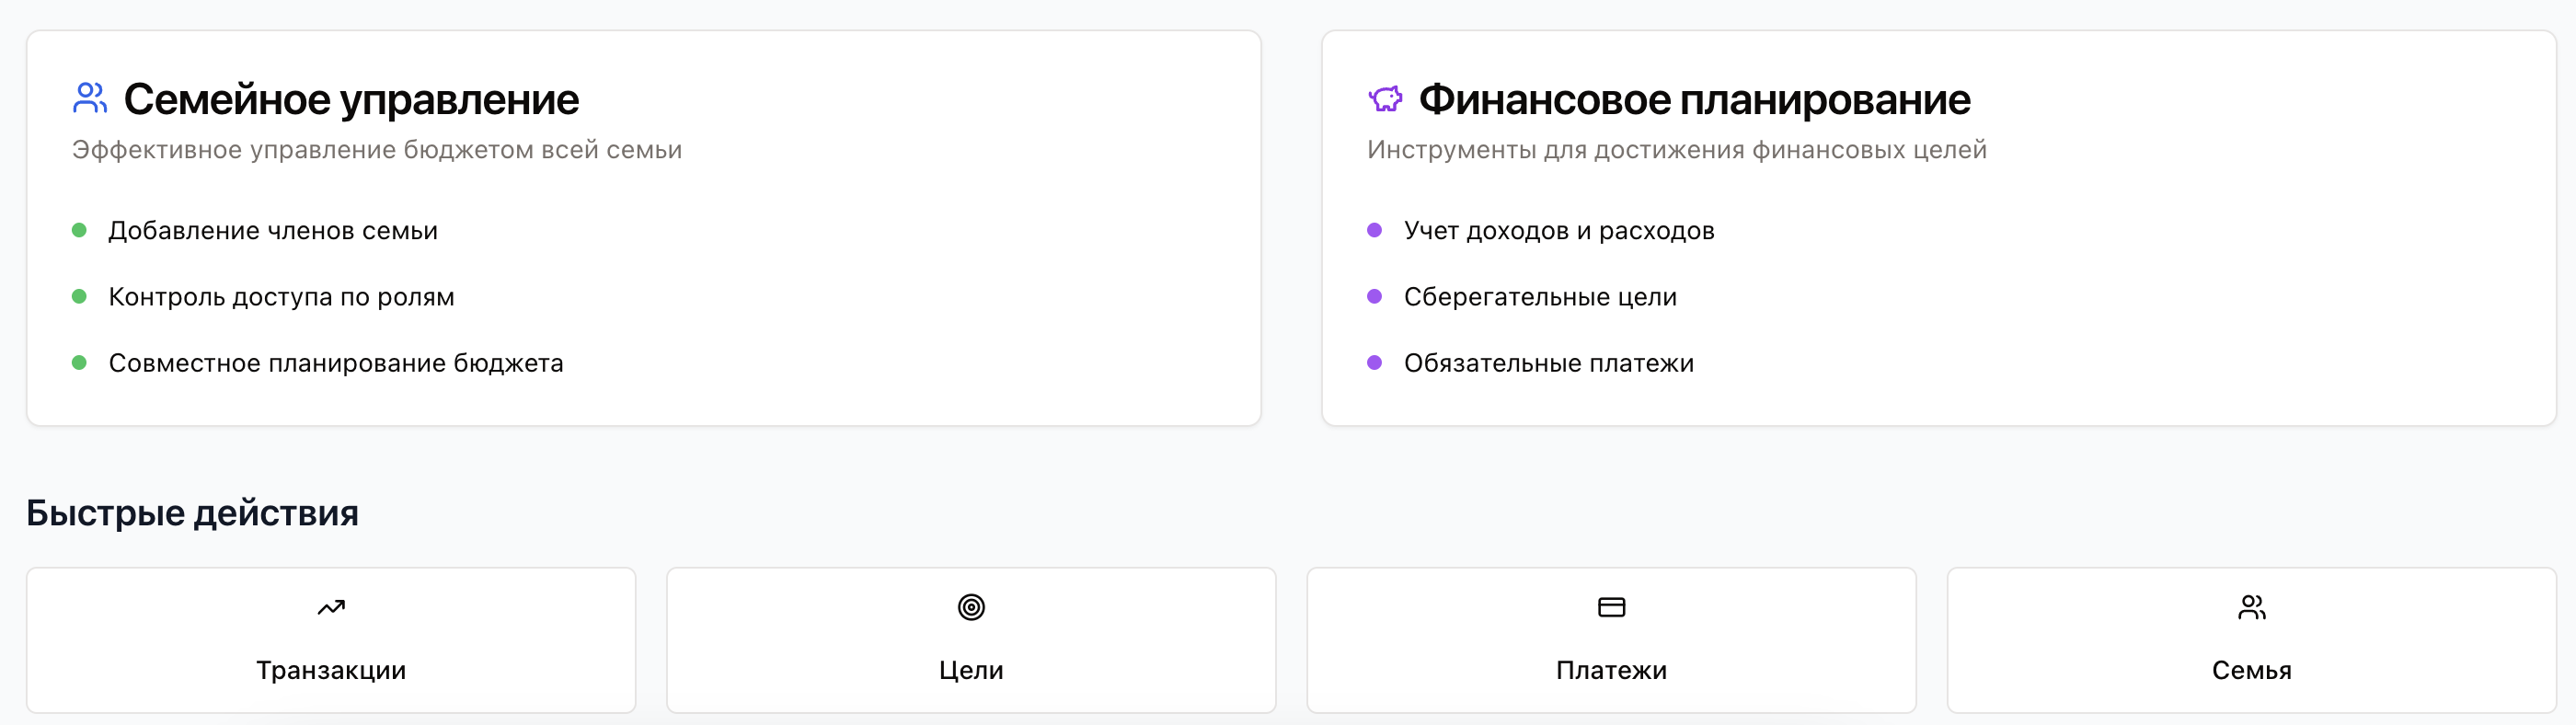 Семейное управление
Эффективное управление бюджетом всей семьи
Добавление членов семьи
Контроль доступа по ролям
Совместное планирование бюджета
Финансовое планирование
Инструменты для достижения финансовых целей
Учет доходов и расходов
Сберегательные цели
Обязательные платежи
Быстрые действия
Транзакции
Цели
Платежи
Семья